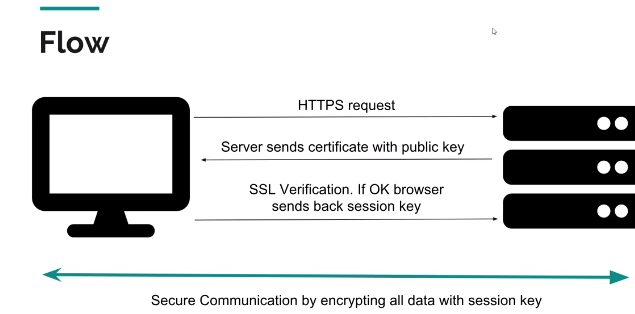 Flow
HTTPS request
Server sends certificate with public key
SSL Verification. If OK browser
sends back session key
Secure Communication by encrypting all data with session key